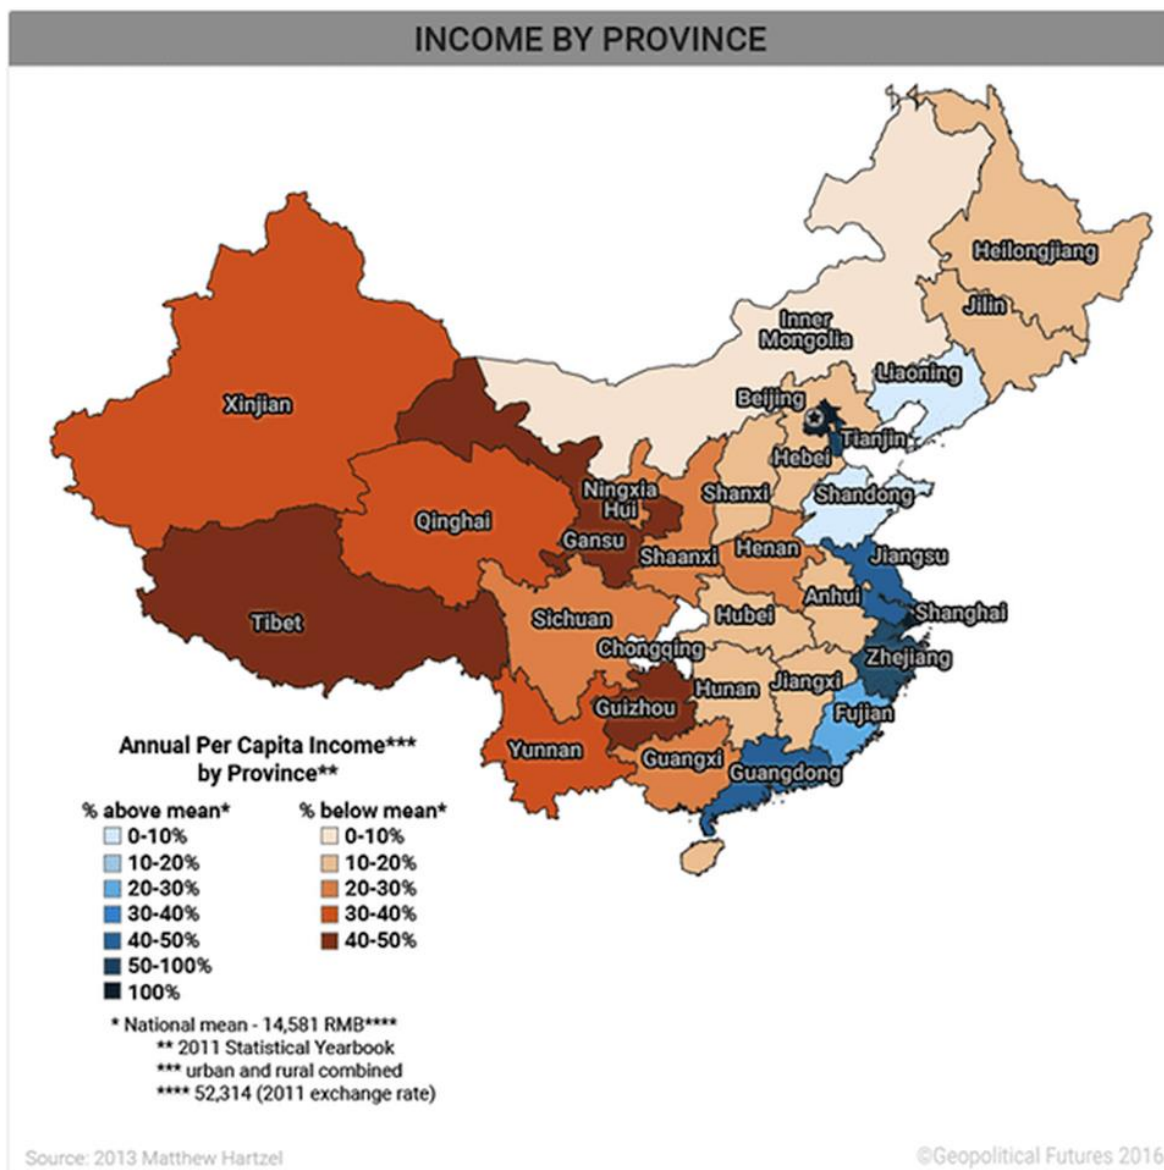 INCOME BY PROVINCE
Heilongjiang
Jilin
Inner
Mongolia
Liaoning
Beijing
Xinjian
Tianjin
Hebei
Ningxia
Hui
Shanxi
Shandong
Qinghai
Gansu
Shaanxi
Henan
Jiangsu
Anhui
Shanghai
Tibet
Sichuan
Hubei
Chongqing
Zhejiang
Jiangxi
Hunan
Guizhou
Fujian
Yunnan
Guangxi
Guangdong
Annual Per Capita Income***
by Province**
% above mean*
0-10%
10-20%
20-30%
30-40%
40-50%
50-100%
100%
% below mean*
0-10%
10-20%
20-30%
30-40%
40-50%
* National mean - 14,581 RMB****
** 2011 Statistical Yearbook
*** urban and rural combined
**** 52,314 (2011 exchange rate)
Source: 2013 Matthew Hartzel
©Geopolitical Futures 2016